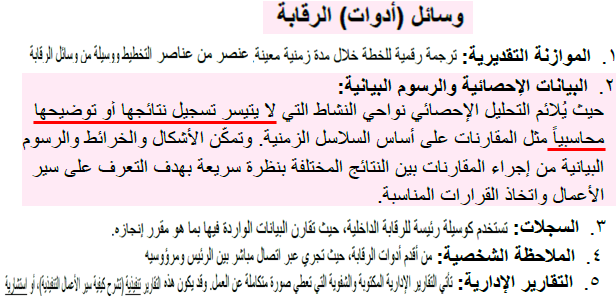 وسائل (أدوات) الرقابة
١. الموازنة التقديرية: ترجمة رقمية للخطة خلال مدة زمنية معينة. عنصر من عناصر التخطيط ووسيلة من وسائل الرقابة
٢. البيانات الإحصائية والرسوم البيانية:
حيث يُلائم التحليل الإحصائي نواحي النشاط التي لا يتيسر تسجيل نتائجها أو توضيحها
محاسبياً مثل المقارنات على أساس السلاسل الزمنية. وتمكّن الأشكال والخرائط والرسوم
البيانية من إجراء المقارنات بين النتائج المختلفة بنظرة سريعة بهدف التعرف على سير
الأعمال واتخاذ القرارات المناسبة.
٣. السجلات: تستخدم كوسيلة رئيسة للرقابة الداخلية، حيث تقارن البيانات الواردة فيها بما هو مقرر إنجازه.
٤. الملاحظة الشخصية: من أقدم أدوات الرقابة، حيث تجري عبر اتصال مباشر بين الرئيس ومرؤوسيه
٥. التقارير الإدارية: تأتي التقارير الإدارية المكتوبة والشفوية التي تعطي صورة متكاملة عن العمل. وقد يكون هذه التقارير تنفيذية (تشرح كيفية سير الأعمال التنفيذية)، أو استشارية